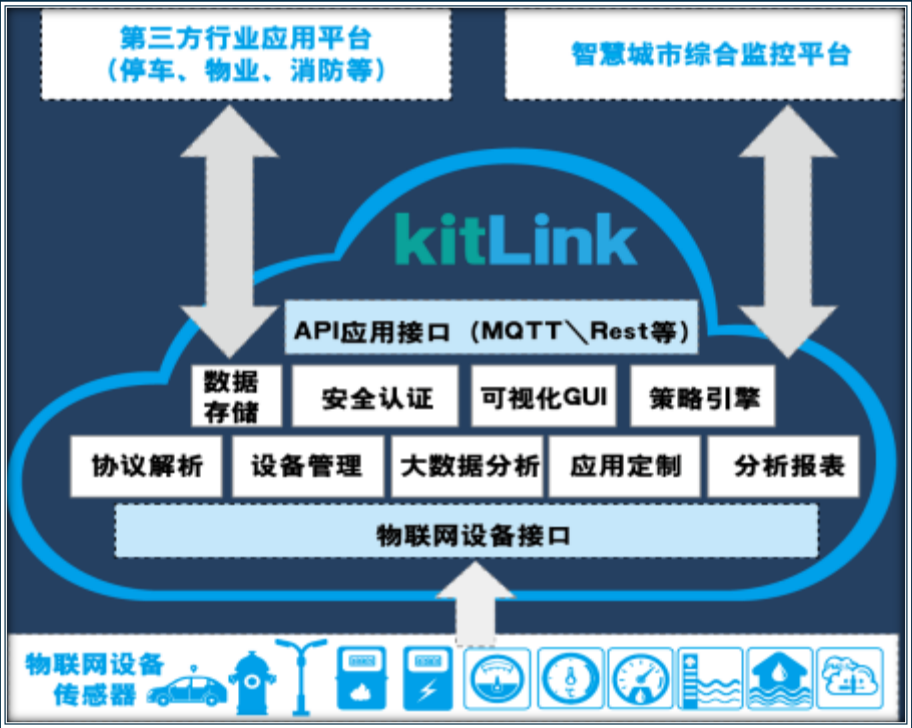 第三方行业应用平台
（停车、物业、消防等）
智慧城市综合监控平台
kitLink
API应用接口（MQTT＼Rest等）
数据
存储
安全认证
可视化GUI
策略引擎
协议解析
设备管理
大数据分析
应用定制
分析报表
物联网设备接口
物联网设备
传感器
℃